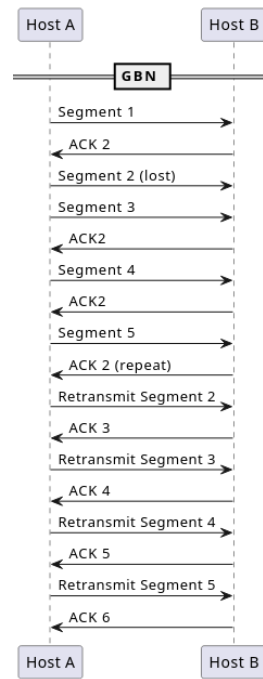 Host A Host B
GBN
Segment 1
ACK 2
Segment 2 (lost)
Segment 3
ACK2
Segment 4
ACK2
Segment 5
ACK 2 (repeat)
Retransmit Segment 2
ACK 3
Retransmit Segment 3
ACK 4
Retransmit Segment 4
ACK 5
Retransmit Segment 5
ACK 6
Host A Host B